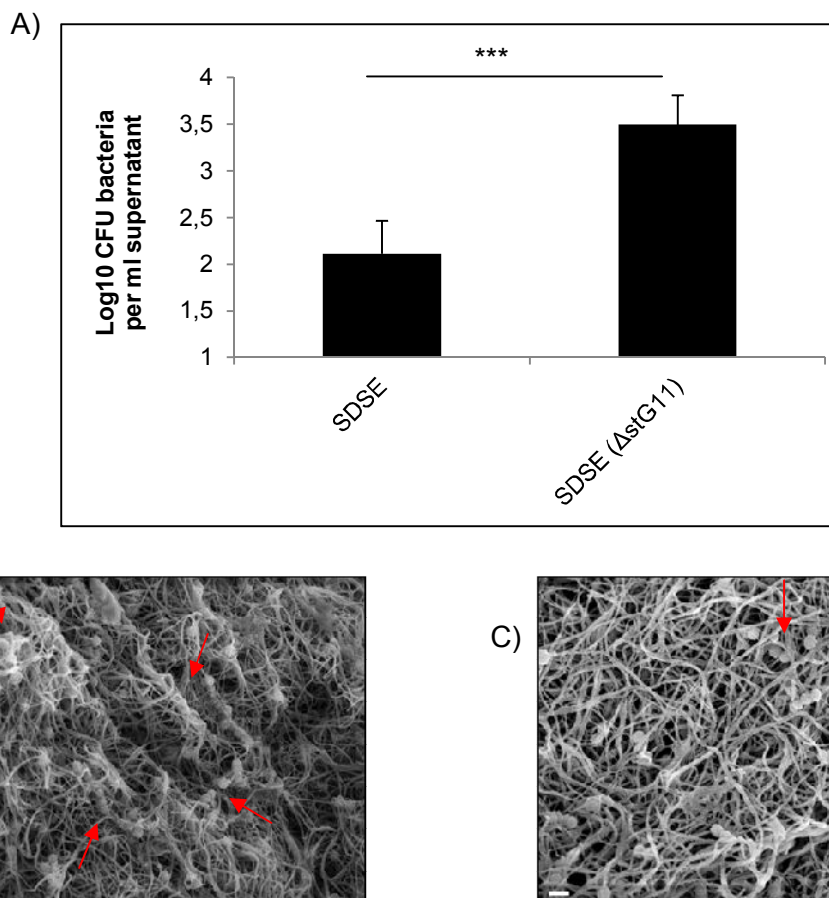 A)
***
Log10 CFU bacteria
per ml supernatant
4
3,5
3
2,5
2
1,5
1
SDSE
SDSE (ΔstG11)
C)